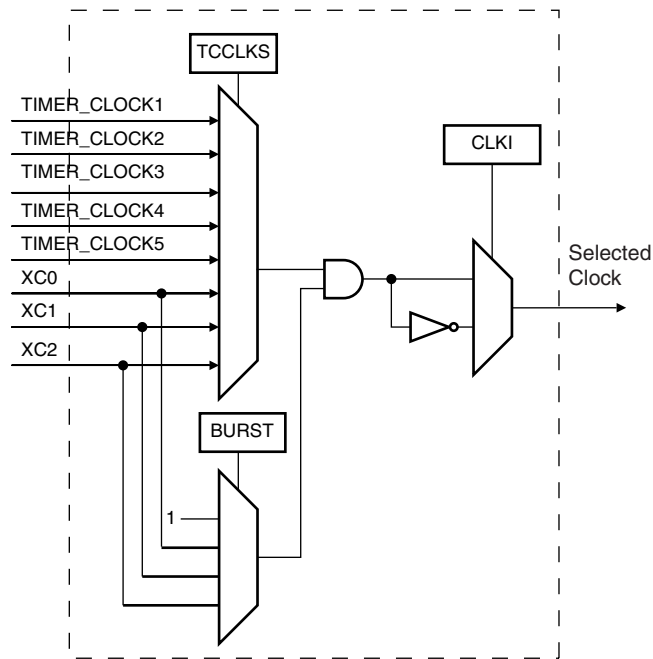 TCCLKS
TIMER_CLOCK1
TIMER_CLOCK2
TIMER_CLOCK3
TIMER_CLOCK4
TIMER_CLOCK5
XC0
XC1
XC2
CLKI
Selected
Clock
BURST
1